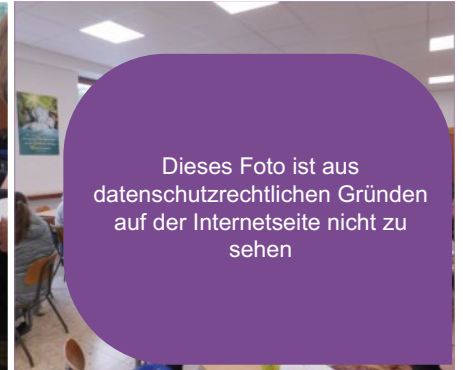 Dieses Foto ist aus
datenschutzrechtlichen Gründen
auf der Internetseite nicht zu
sehen